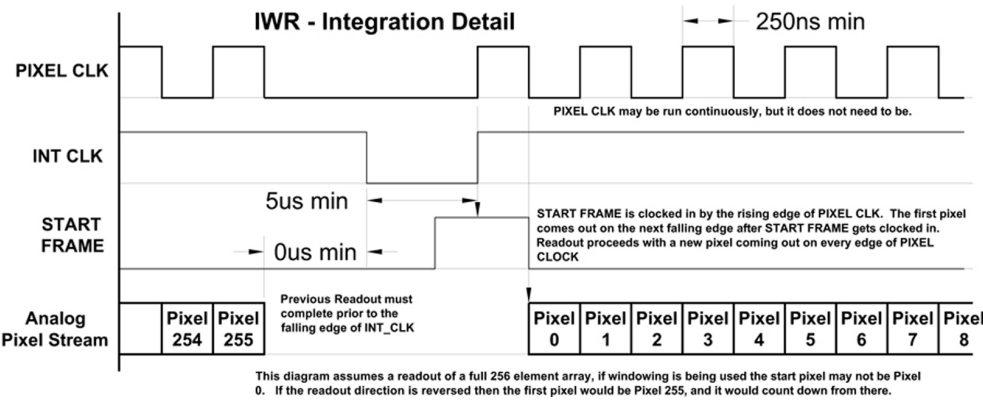 IWR - Integration Detail
250ns min
PIXEL CLK
PIXEL CLK may be run continuously, but it does not need to be.
INT CLK
5us min
START
FRAME
START FRAME is clocked in by the rising edge of PIXEL CLK. The first pixel
comes out on the next falling edge after START FRAME gets clocked in.
Readout proceeds with a new pixel coming out on every edge of PIXEL
CLOCK
0us min
Previous Readout must
complete prior to the
falling edge of INT_CLK
Analog
Pixel Stream
Pixel
254
Pixel
255
Pixel
0
Pixel
1
Pixel
2
Pixel
3
Pixel
4
Pixel
5
Pixel
6
Pixel
7
Pixel
8
This diagram assumes a readout of a full 256 element array, if windowing is being used the start pixel may not be Pixel
0. If the readout direction is reversed then the first pixel would be Pixel 255, and it would count down from there.